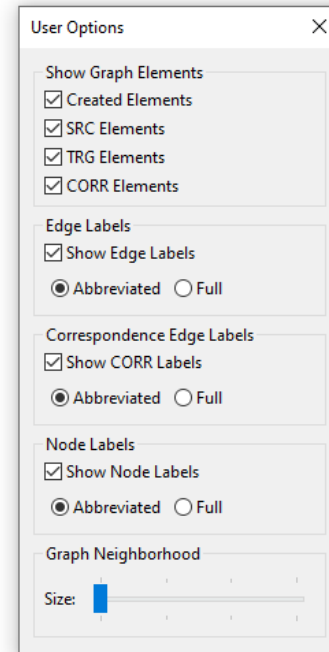 User Options
Show Graph Elements
Created Elements
SRC Elements
TRG Elements
CORR Elements
Edge Labels
Show Edge Labels
Abbreviated Full
Correspondence Edge Labels
Show CORR Labels
Abbreviated Full
Node Labels
Show Node Labels
Abbreviated Full
Graph Neighborhood
Size: